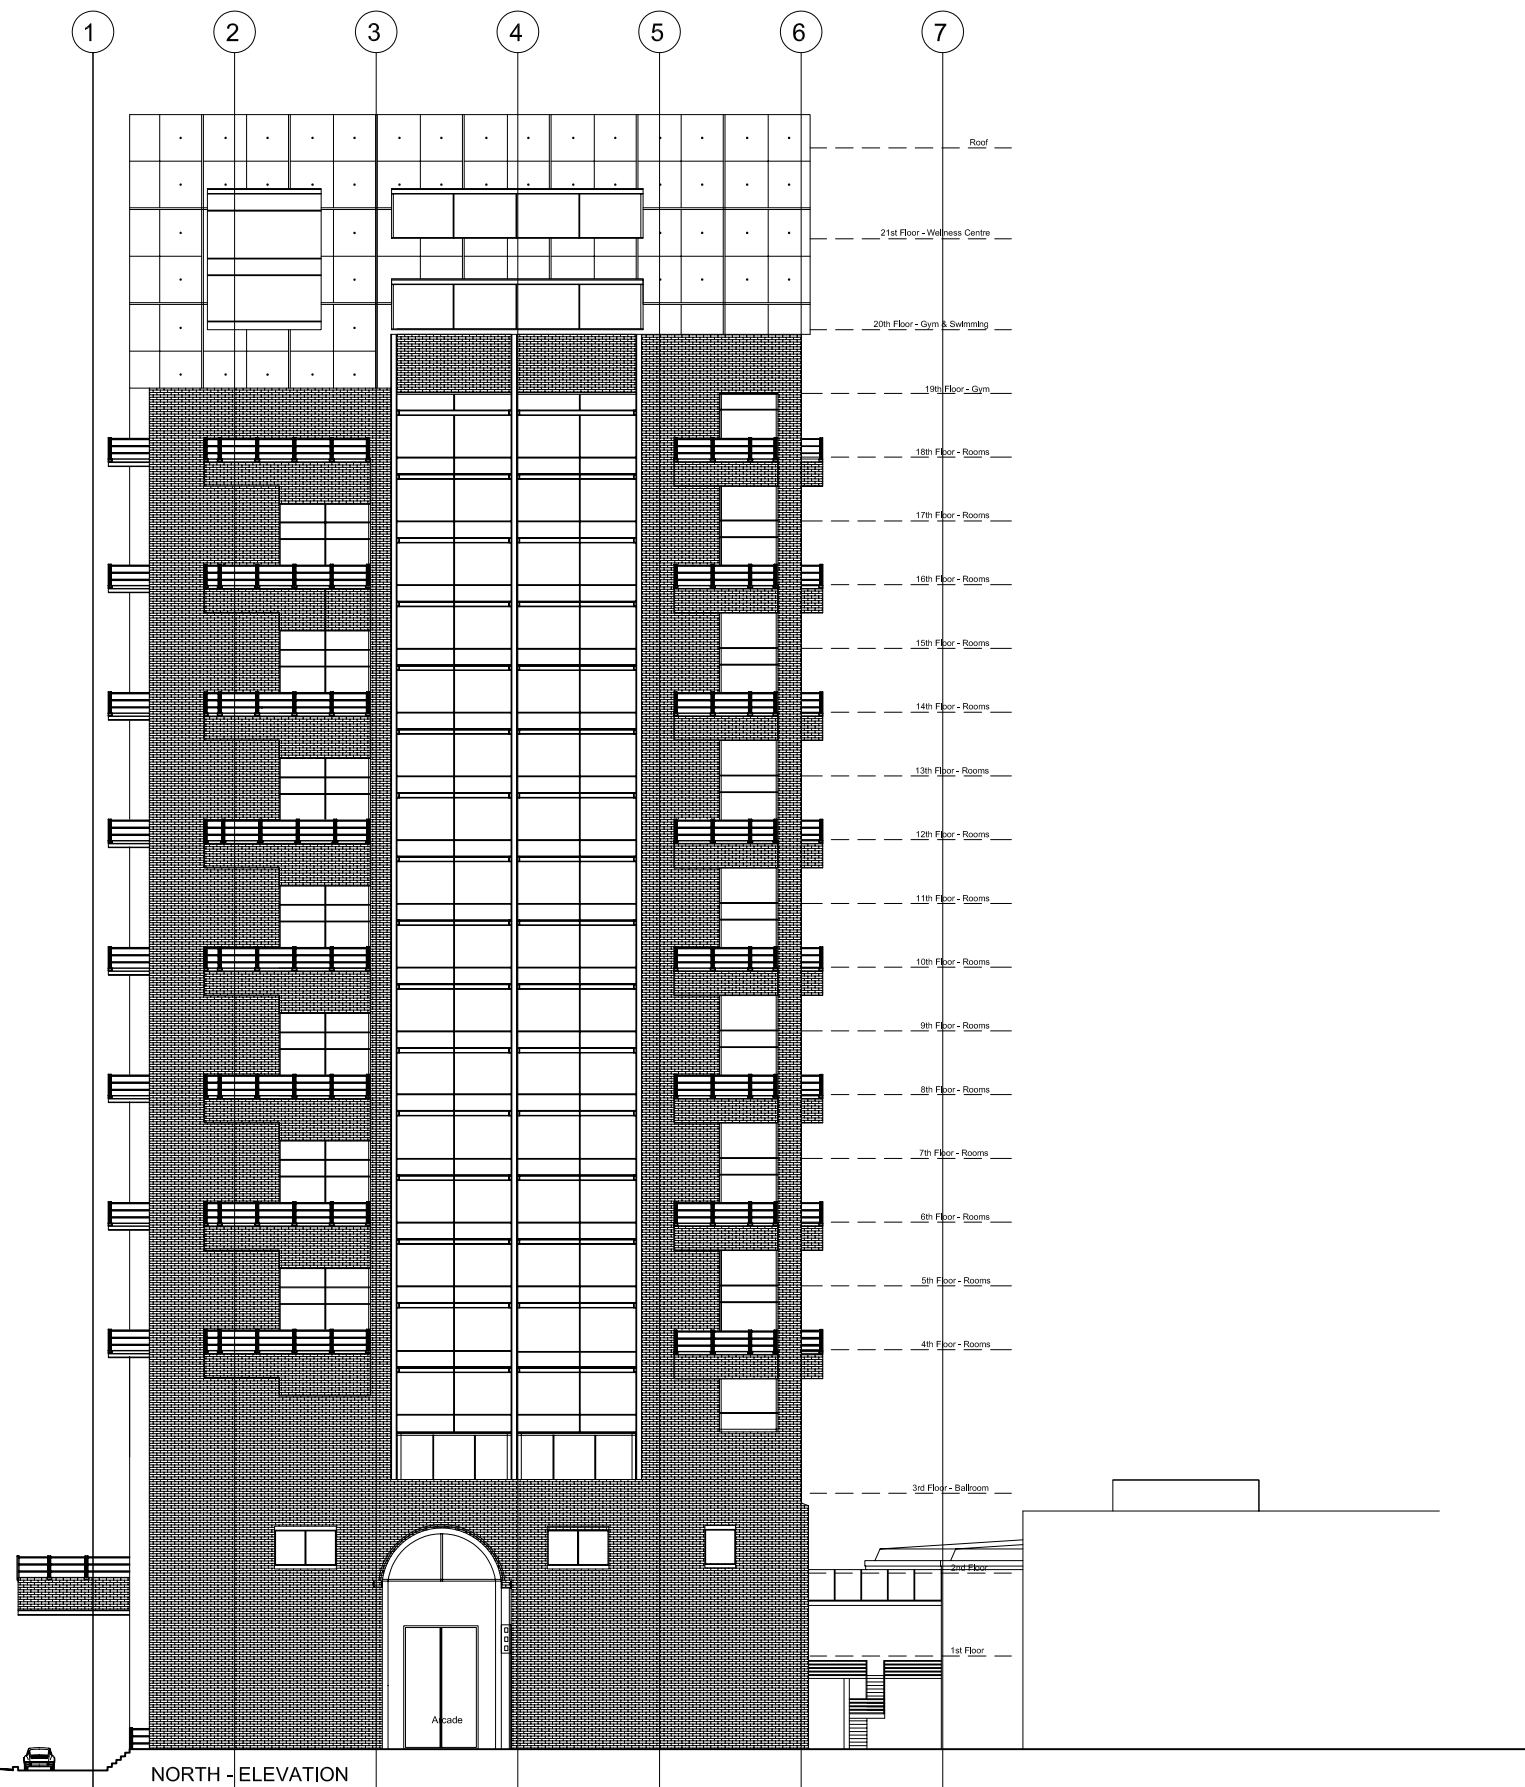 1 2 3 4 5 6 7
Roof
21st Floor - Wellness Centre
20th Floor - Gym & Swimming
19th Floor - Gym
18th Floor - Rooms
17th Floor - Rooms
16th Floor - Rooms
15th Floor - Rooms
14th Floor - Rooms
13th Floor - Rooms
12th Floor - Rooms
11th Floor - Rooms
10th Floor - Rooms
9th Floor - Rooms
8th Floor - Rooms
7th Floor - Rooms
6th Floor - Rooms
5th Floor - Rooms
4th Floor - Rooms
3rd Floor - Ballroom
2nd Floor
1st Floor
Arcade
NORTH - ELEVATION